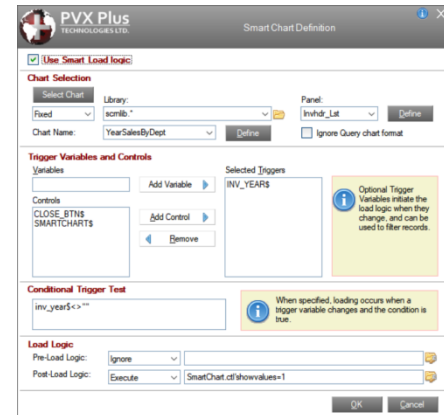 PVX Plus
TECHNOLOGIES LTD.
Smart Chart Definition
Use Smart Load logic
Chart Selection
Select Chart
Library:
Panel:
Fixed
scmlib.*
Invhdr_Lst
Define
Chart Name:
YearSalesByDept
Define
Ignore Query chart format
Trigger Variables and Controls
Variables
Selected Triggers
Add Variable
INV_YEAR$
Controls
CLOSE_BTN$
SMARTCHART$
Add Control
Remove
Optional Trigger
Variables initiate the
load logic when they
change, and can be
used to filter records.
Conditional Trigger Test
inv_year$<>""
When specified, loading occurs when a
trigger variable changes and the condition is
true.
Load Logic
Pre-Load Logic:
Ignore
Post-Load Logic:
Execute
SmartChart.ctl'showvalues=1
OK
Cancel